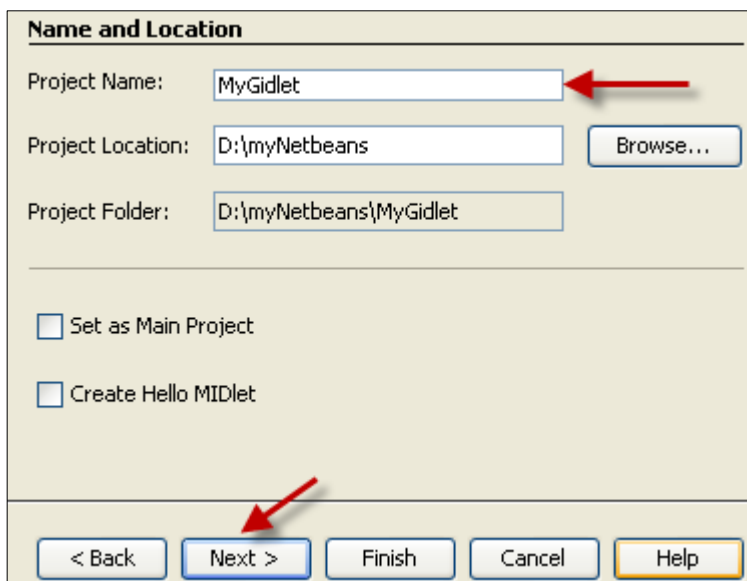 Name and Location
Project Name: MyGidlet
Project Location: D:\myNetbeans Browse...
Project Folder: D:\myNetbeans\MyGidlet
Set as Main Project
Create Hello MIDlet
< Back Next > Finish Cancel Help